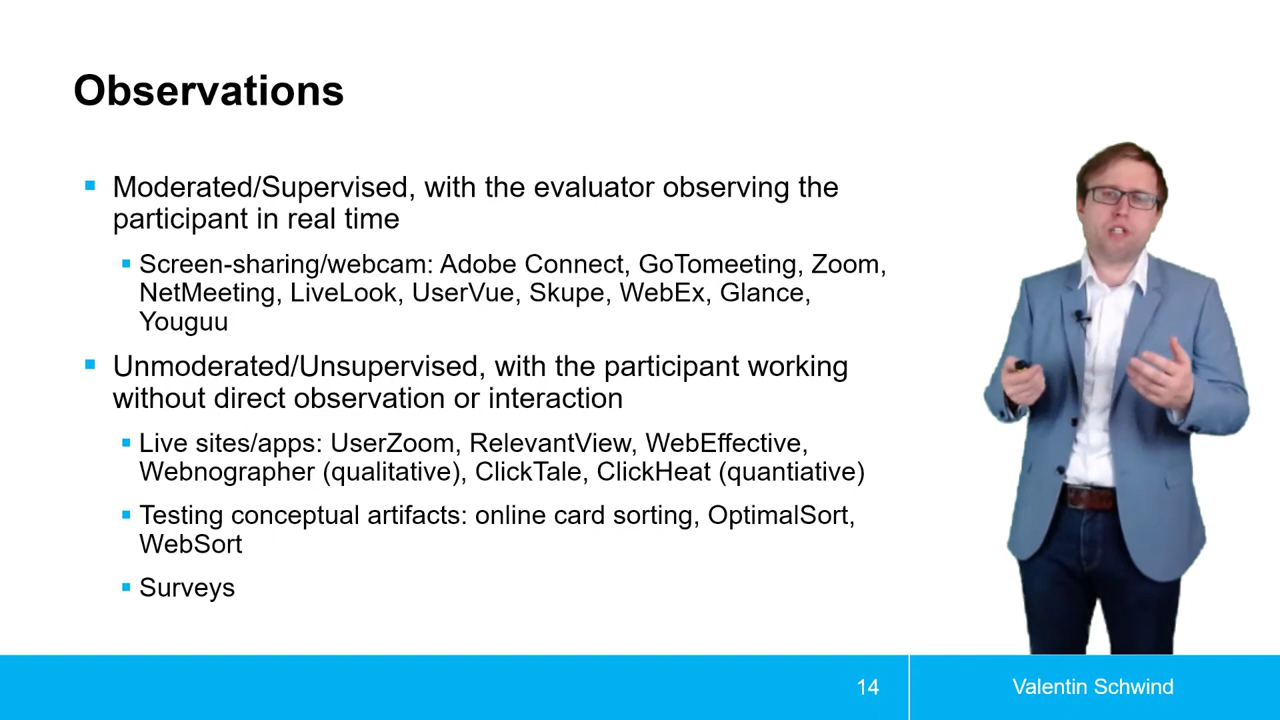 Observations
Moderated/Supervised, with the evaluator observing the
participant in real time
Screen-sharing/webcam: Adobe Connect, GoTomeeting, Zoom,
NetMeeting, LiveLook, UserVue, Skupe, WebEx, Glance,
Youguu
Unmoderated/Unsupervised, with the participant working
without direct observation or interaction
Live sites/apps: UserZoom, RelevantView, WebEffective,
Webnographer (qualitative), ClickTale, ClickHeat (quantiative)
Testing conceptual artifacts: online card sorting, OptimalSort,
WebSort
Surveys
14
Valentin Schwind